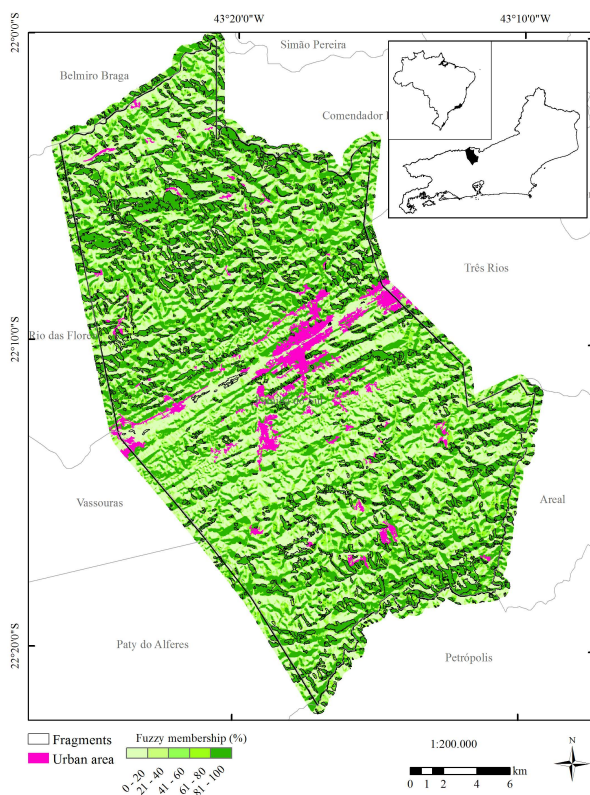 43°20'0"W 43°10'0"W
22°0'0"S
Simão Pereira
Belmiro Braga
Comendador
Três Rios
22°10'0"S
Rio das Flores
Vassouras
Areal
22°20'0"S
Paty do Alferes
Petrópolis
Fragments Fuzzy membership (%) 1:200.000 N
Urban area
0 - 20 21 - 40 41 - 60 61 - 80 81 - 100
0 1 2 4 6 km